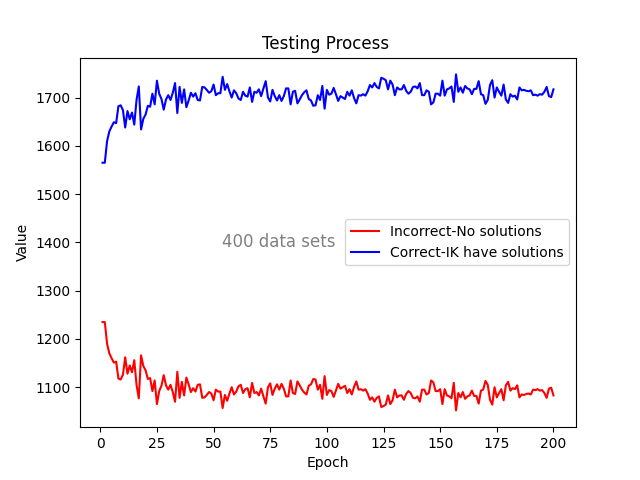 Testing Process
Value
1700
1600
1500
1400
1300
1200
1100
400 data sets
Incorrect-No solutions
Correct-IK have solutions
0 25 50 75 100 125 150 175 200
Epoch